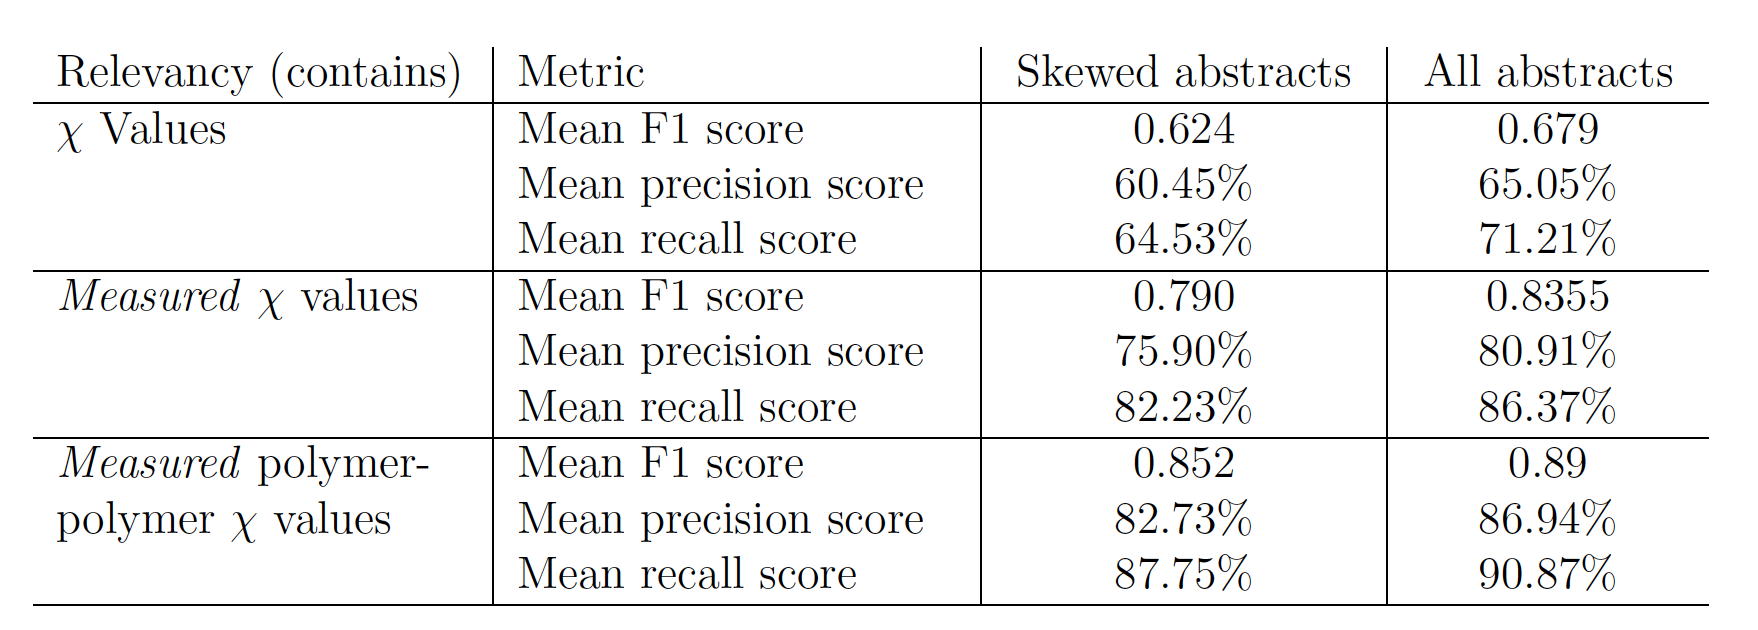 Relevancy (contains) Metric Skewed abstracts All abstracts
χ Values Mean F1 score 0.624 0.679
Mean precision score 60.45% 65.05%
Mean recall score 64.53% 71.21%
Measured χ values Mean F1 score 0.790 0.8355
Mean precision score 75.90% 80.91%
Mean recall score 82.23% 86.37%
Measured polymer- Mean F1 score 0.852 0.89
polymer χ values Mean precision score 82.73% 86.94%
Mean recall score 87.75% 90.87%